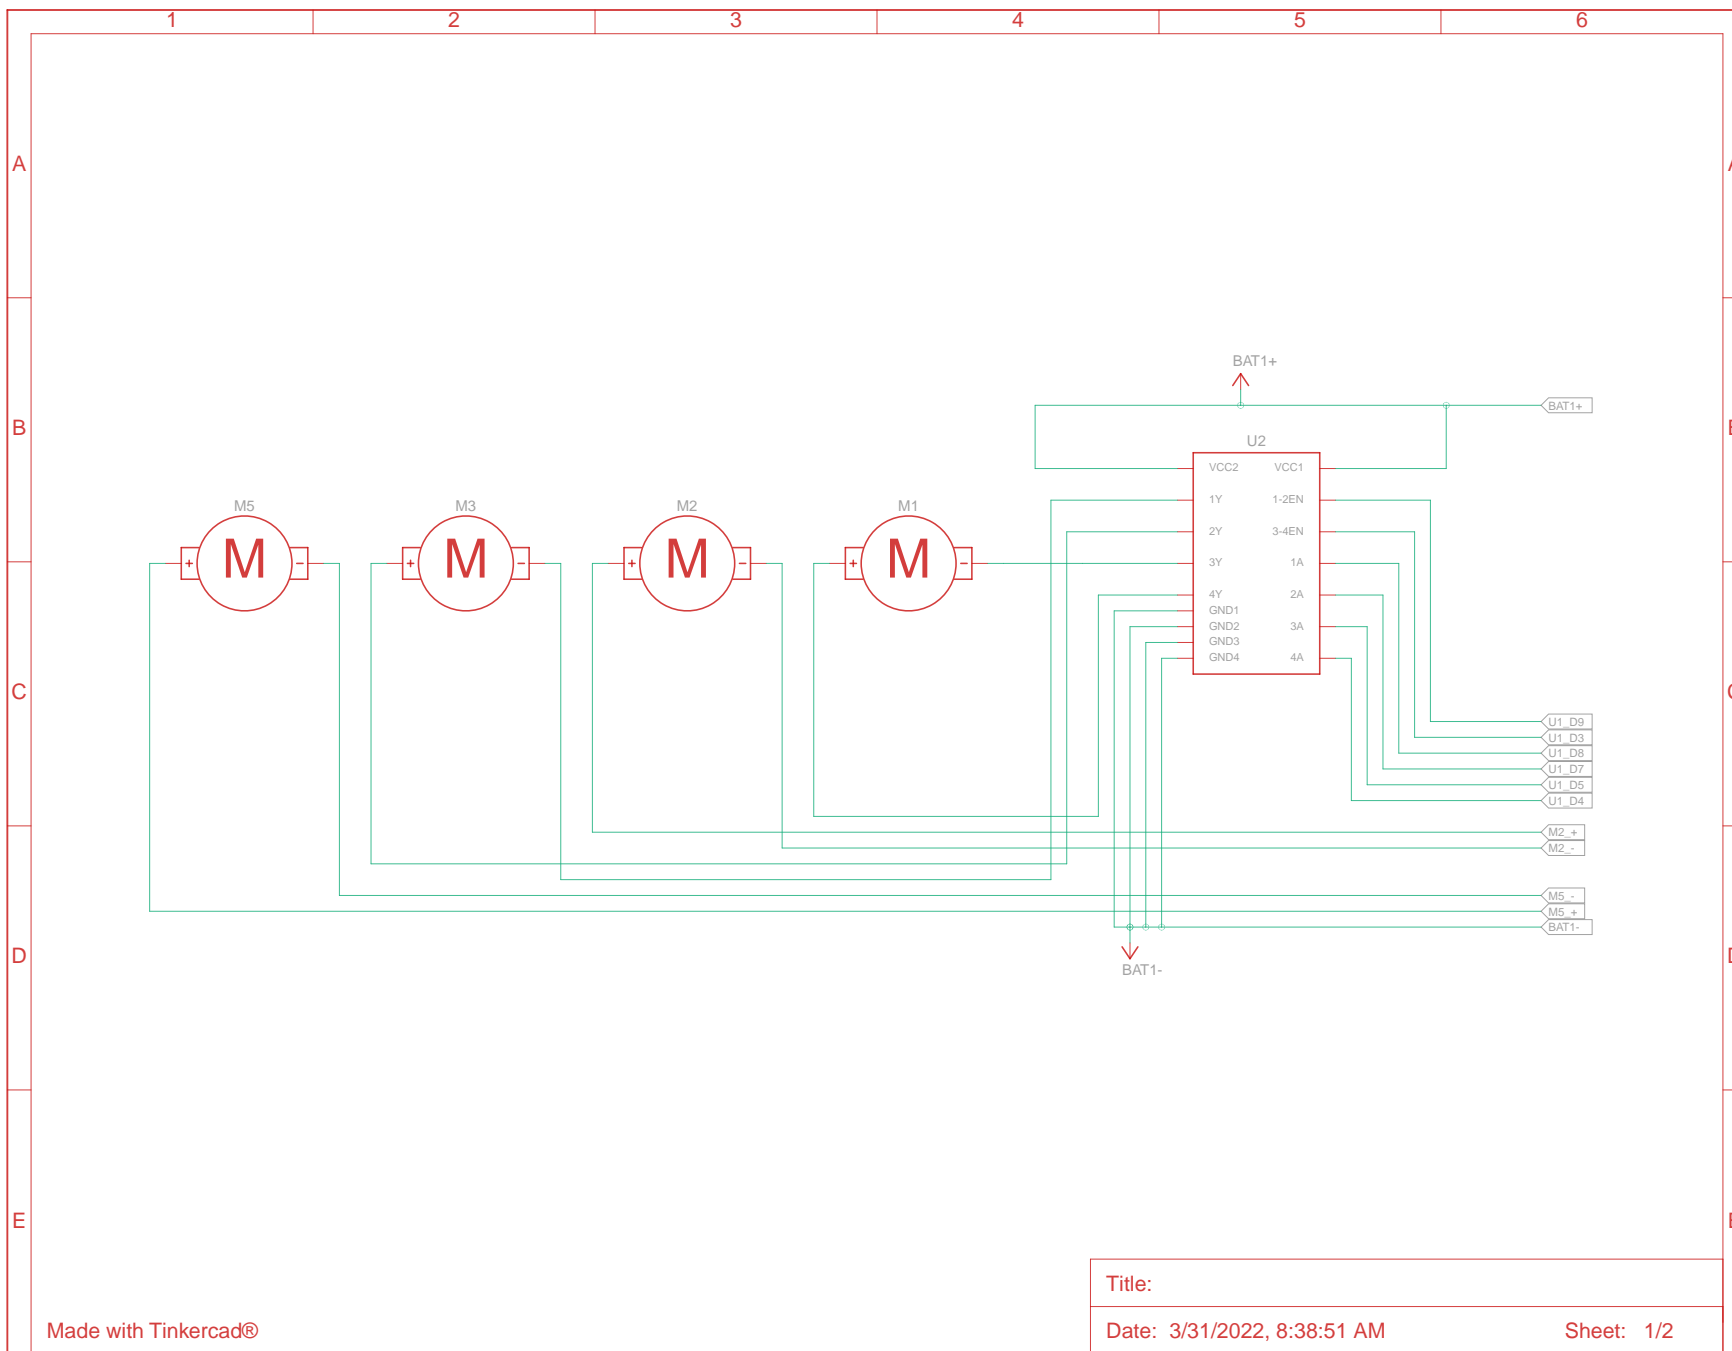 1 2 3 4 5 6
A A
BAT1+
BAT1+
B
U2
VCC2 VCC1
1Y 1-2EN
M5 M3 M2 M1
2Y 3-4EN
+ M - + M - + M - + M -
3Y 1A
4Y 2A
GND1
GND2 3A
GND3
GND4 4A
C
U1_D9
U1_D3
U1_D8
U1_D7
U1_D5
U1_D4
M2_+
M2_-
M5_-
M5_+
BAT1-
D
BAT1-
E
Title:
Made with Tinkercad®
Date: 3/31/2022, 8:38:51 AM Sheet: 1/2